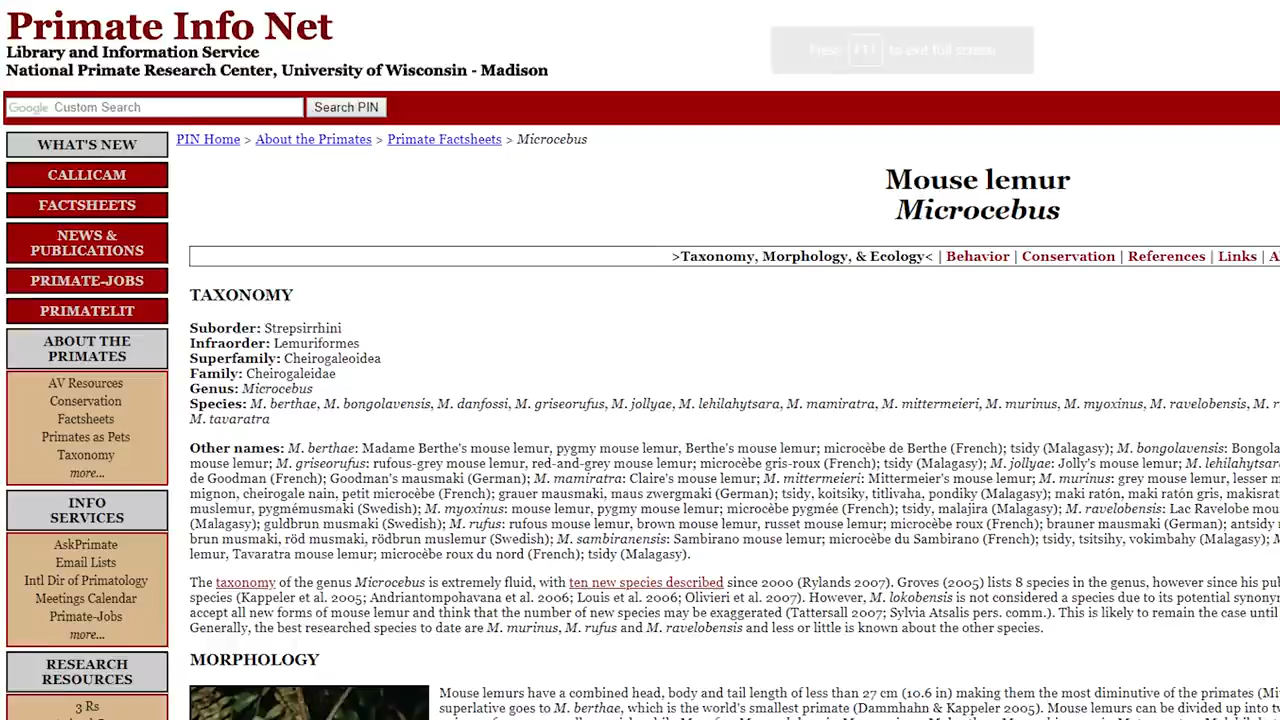 Primate Info Net
Library and Information Service
National Primate Research Center, University of Wisconsin - Madison
Press F11 to exit full screen
Google Custom Search Search PIN
PIN Home > About the Primates > Primate Factsheets > Microcebus
WHAT'S NEW
CALLICAM
FACTSHEETS
NEWS &
PUBLICATIONS
PRIMATE-JOBS
PRIMATELIT
ABOUT THE
PRIMATES
AV Resources
Conservation
Factsheets
Primates as Pets
Taxonomy
more...
INFO
SERVICES
AskPrimate
Email Lists
Intl Dir of Primatology
Meetings Calendar
Primate-Jobs
more...
RESEARCH
RESOURCES
3 Rs
Mouse lemur
Microcebus
>Taxonomy, Morphology, & Ecology< | Behavior | Conservation | References | Links |
TAXONOMY
Suborder: Strepsirrhini
Infraorder: Lemuriformes
Superfamily: Cheirogaleoidea
Family: Cheirogaleidae
Genus: Microcebus
Species: M. berthae, M. bongolavensis, M. danfossi, M. griseorufus, M. jollyae, M. lehilahytsara, M. mamiratra, M. mittermeieri, M. murinus, M. myoxinus, M. ravelobensis, M. r
M. tavaratra
Other names: M. berthae: Madame Berthe's mouse lemur, pygmy mouse lemur, Berthe's mouse lemur; microcèbe de Berthe (French); tsidy (Malagasy); M. bongolavensis: Bongola
mouse lemur; M. griseorufus: rufous-grey mouse lemur, red-and-grey mouse lemur; microcèbe gris-roux (French); tsidy (Malagasy); M. jollyae: Jolly's mouse lemur; M. lehilahytsa
de Goodman (French); Goodman's mausmaki (German); M. mamiratra: Claire's mouse lemur; M. mittermeieri: Mittermeier's mouse lemur; M. murinus: grey mouse lemur, lesser m
mignon, cheirogale nain, petit microcèbe (French); grauer mausmaki, maus zwergmaki (German); tsidy, koitsiky, titlivaha, pondiky (Malagasy); maki ratón, maki ratón gris, makisrat
muslemur, pygmémusmaki (Swedish); M. myoxinus: mouse lemur, pygmy mouse lemur; microcèbe pygmée (French); tsidy, malajira (Malagasy); M. ravelobensis: Lac Ravelobe mou
(Malagasy); guldbrun musmaki (Swedish); M. rufus: rufous mouse lemur, brown mouse lemur, russet mouse lemur; microcèbe roux (French); brauner mausmaki (German); antsidy
brun musmaki, röd musmaki, rödbrun muslemur (Swedish); M. sambiranensis: Sambirano mouse lemur; microcèbe du Sambirano (French); tsidy, tsitsihy, vokimbahy (Malagasy);
lemur, Tavaratra mouse lemur; microcèbe roux du nord (French); tsidy (Malagasy).
The taxonomy of the genus Microcebus is extremely fluid, with ten new species described since 2000 (Rylands 2007). Groves (2005) lists 8 species in the genus, however since his pul
species (Kappeler et al. 2005; Andriantompohavana et al. 2006; Louis et al. 2006; Olivieri et al. 2007). However, M. lokobensis is not considered a species due to its potential synony
accept all new forms of mouse lemur and think that the number of new species may be exaggerated (Tattersall 2007; Sylvia Atsalis pers. comm.). This is likely to remain the case until
Generally, the best researched species to date are M. murinus, M. rufus and M. ravelobensis and less or little is known about the other species.
MORPHOLOGY
Mouse lemurs have a combined head, body and tail length of less than 27 cm (10.6 in) making them the most diminutive of the primates (Mi
superlative goes to M. berthae, which is the world's smallest primate (Dammhahn & Kappeler 2005). Mouse lemurs can be divided up into t